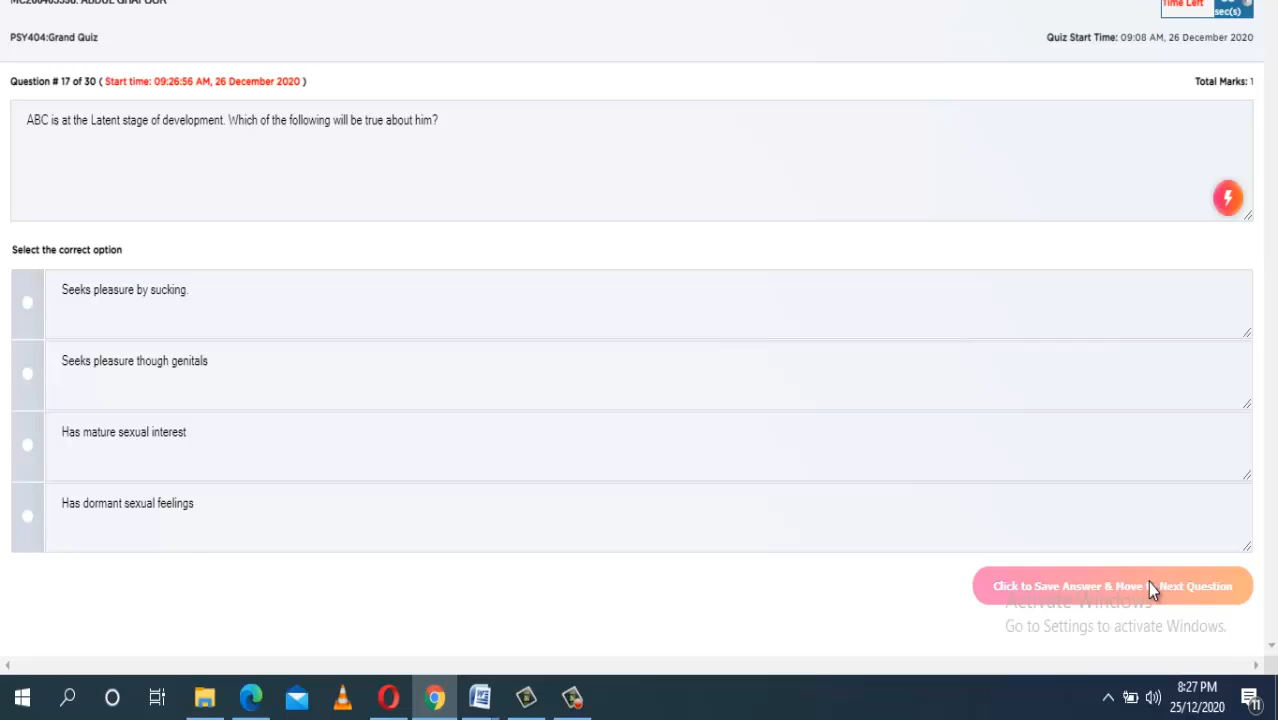 Time Left
sec(s)
PSY404:Grand Quiz
Quiz Start Time: 09:08 AM, 26 December 2020
Question # 17 of 30 ( Start time: 09:26:56 AM, 26 December 2020 )
Total Marks: 1
ABC is at the Latent stage of development. Which of the following will be true about him?
Select the correct option
Seeks pleasure by sucking.
Seeks pleasure though genitals
Has mature sexual interest
Has dormant sexual feelings
Click to Save Answer & Move Next Question
Activate Windows
Go to Settings to activate Windows.
8:27 PM
25/12/2020
11